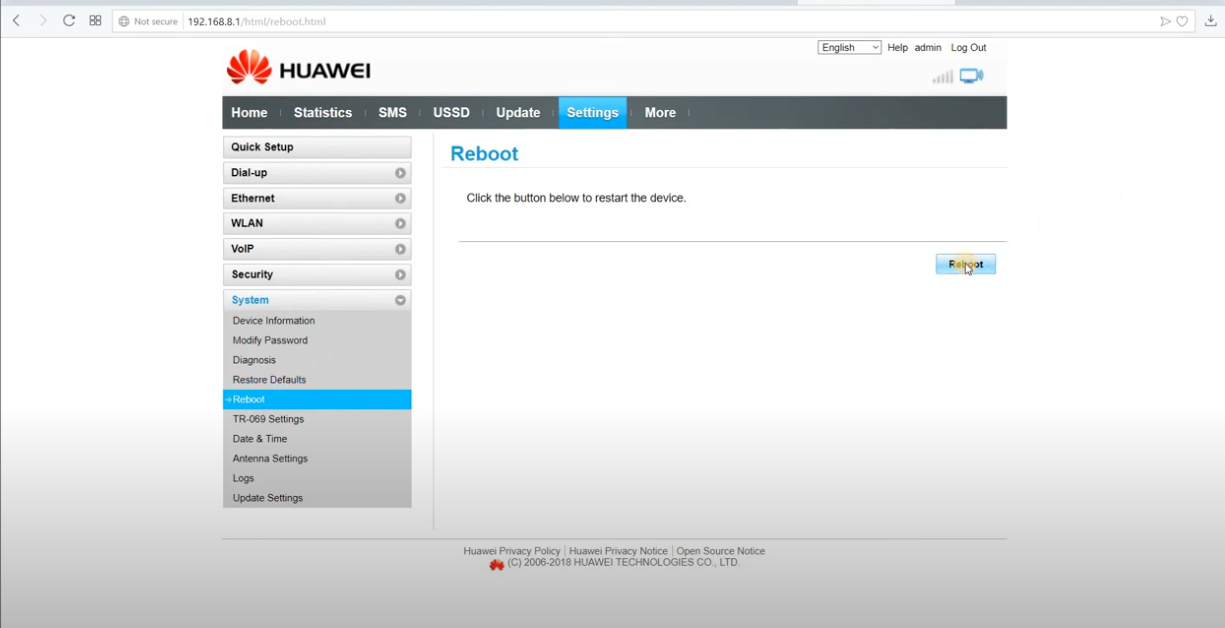 Not secure 192.168.8.1/html/reboot.html
English Help admin Log Out
HUAWEI
Home Statistics SMS USSD Update Settings More
Quick Setup
Dial-up
Ethernet
WLAN
VoIP
Security
System
Device Information
Modify Password
Diagnosis
Restore Defaults
Reboot
TR-069 Settings
Date & Time
Antenna Settings
Logs
Update Settings
Reboot
Click the button below to restart the device.
Reboot
Huawei Privacy Policy | Huawei Privacy Notice | Open Source Notice
(C) 2006-2018 HUAWEI TECHNOLOGIES CO., LTD.